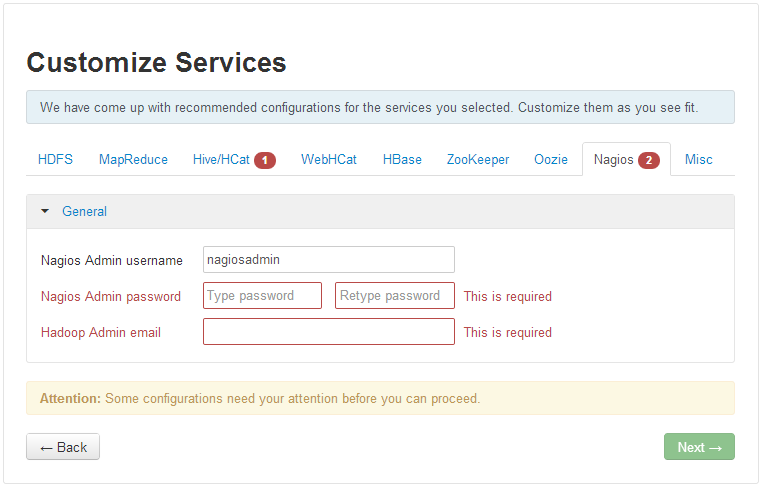 Customize Services
We have come up with recommended configurations for the services you selected. Customize them as you see fit.
HDFS MapReduce Hive/HCat 1 WebHCat HBase ZooKeeper Oozie Nagios 2 Misc
General
Nagios Admin username nagiosadmin
Nagios Admin password Type password Retype password This is required
Hadoop Admin email This is required
Attention: Some configurations need your attention before you can proceed.
← Back Next →